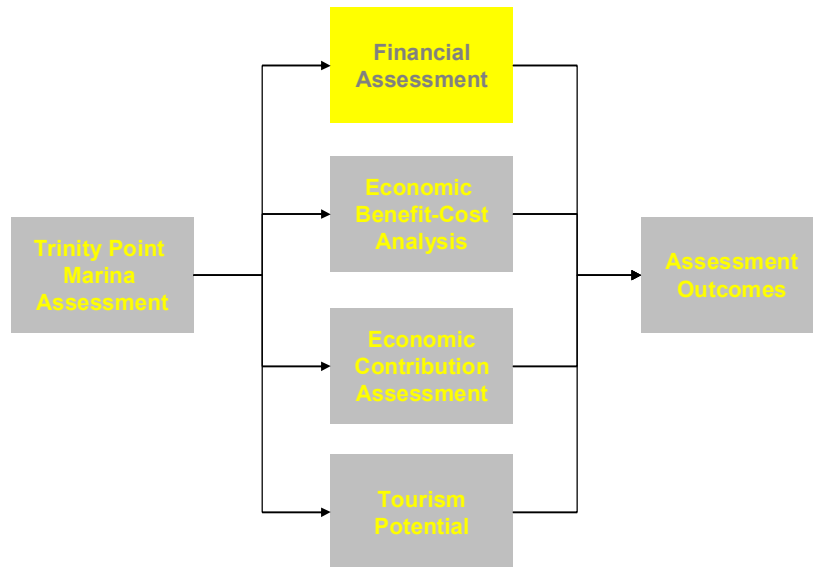 Financial
Assessment
Economic
Benefit-Cost
Analysis
Trinity Point
Marina
Assessment
Assessment
Outcomes
Economic
Contribution
Assessment
Tourism
Potential